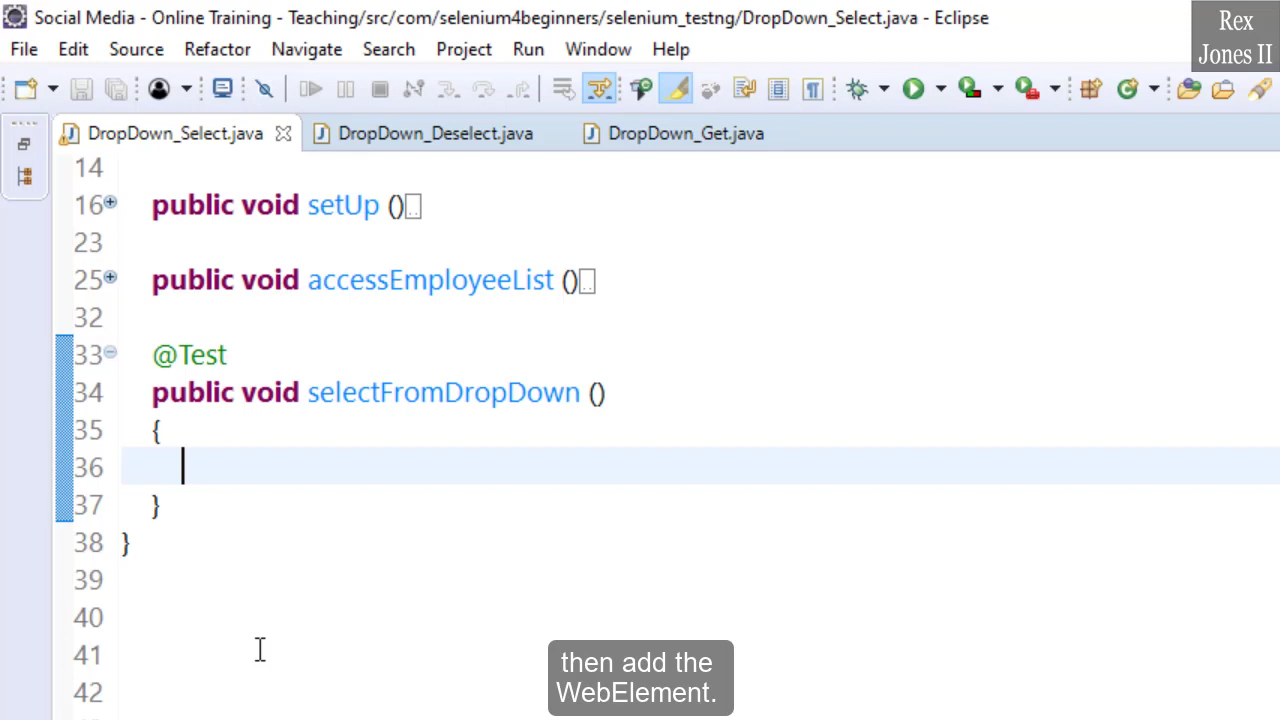 Social Media - Online Training - Teaching/src/com/selenium4beginners/selenium_testng/DropDown_Select.java - Eclipse
Rex
Jones II
File Edit Source Refactor Navigate Search Project Run Window Help
DropDown_Select.java DropDown_Deselect.java DropDown_Get.java
14
16 public void setUp ()
23
25 public void accessEmployeeList ()
32
33 @Test
34 public void selectFromDropDown ()
35 {
36
37 }
38 }
39
40
41
42
then add the
WebElement.